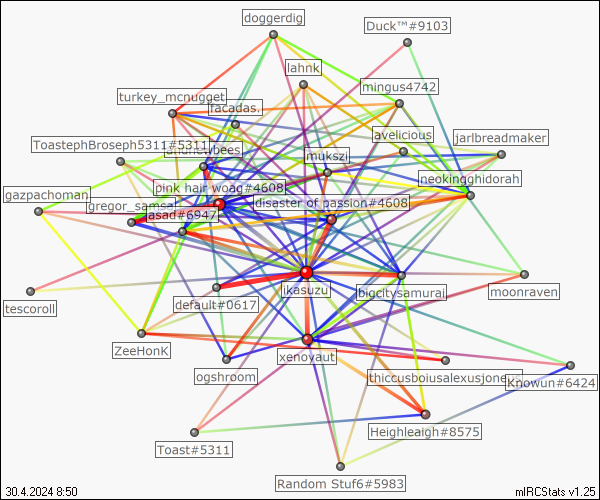 doggerdig
Duck™#9103
lahnk
mingus4742
turkey_mcnugget
facadas.
avelicious
jarlbreadmaker
ToastephBroseph5311#5311
mukszi
neokingghidorah
pink hair woag#4608
gazpachoman
gregor_samsa
disaster of passion#4608
asad#6947
ikasuzu
bigcitysamurai
moonraven
default#0617
tescoroll
ZeeHonK
xenoyaut
ogshroom
thiccusboiusalexusjones
Knowun#6424
Heighleaigh#8575
Toast#5311
Random Stuf6#5983
30.4.2024 8:50
mIRCStats v1.25